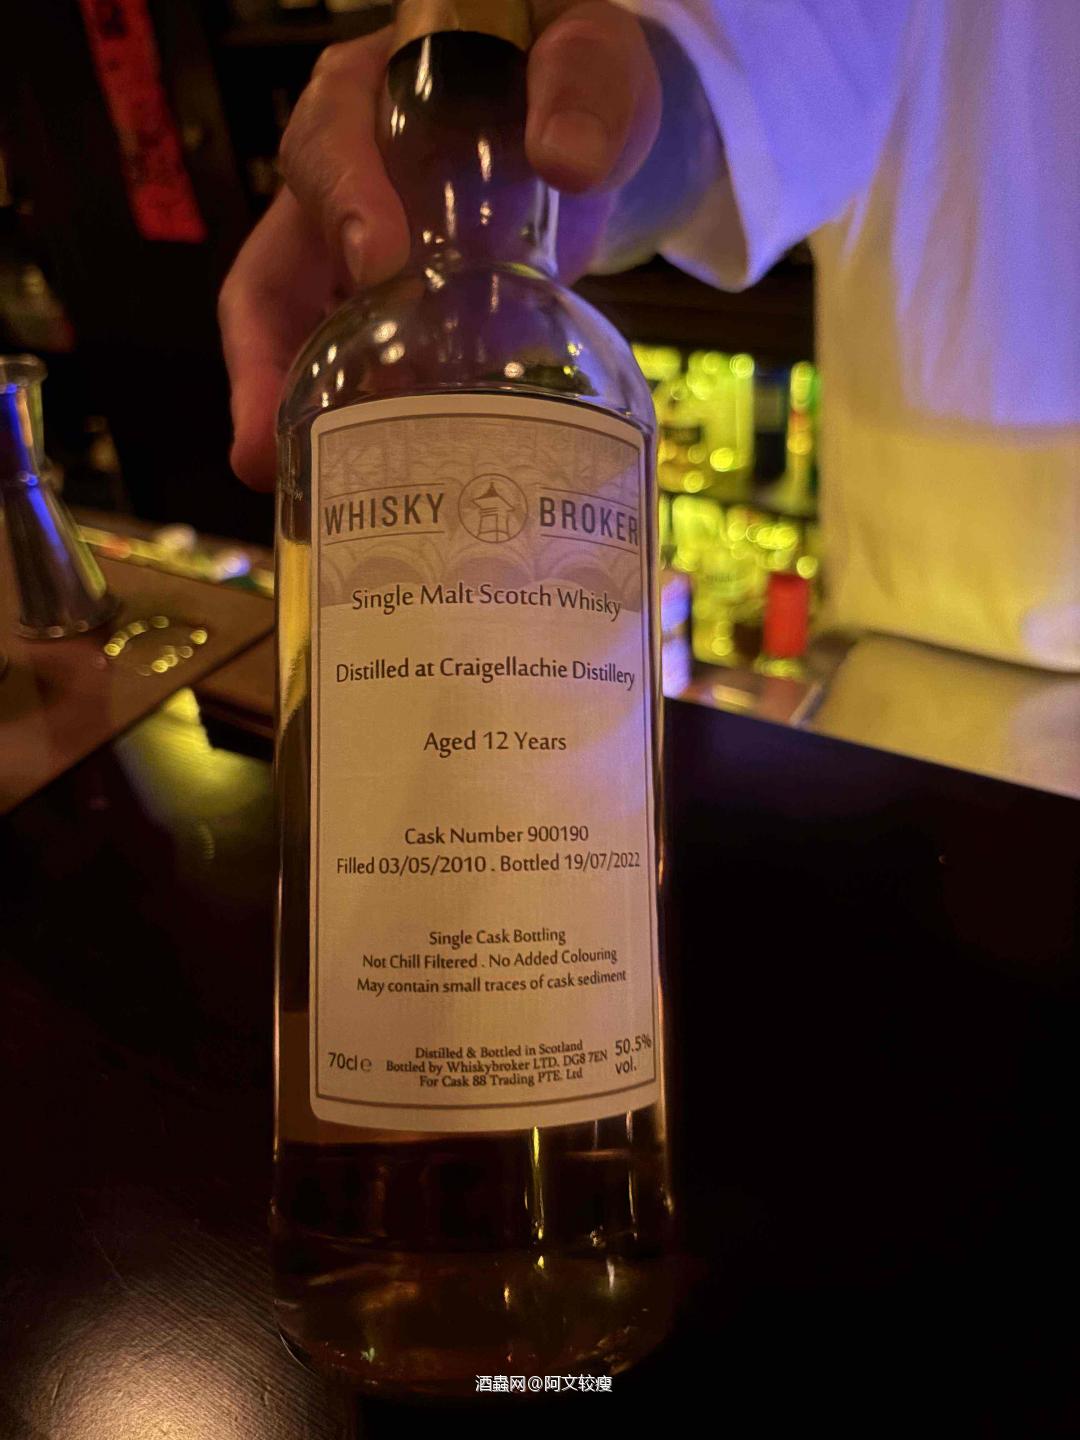 WHISKY BROKER
Single Malt Scotch Whisky
Distilled at Craigellachie Distillery
Aged 12 Years
Cask Number 900190
Filled 03/05/2010 . Bottled 19/07/2022
Single Cask Bottling
Not Chill Filtered . No Added Colouring
May contain small traces of cask sediment
70cl e
Distilled & Bottled in Scotland
Bottled by Whiskybroker LTD. DG8 7EN
For Cask 88 Trading PTE. Ltd
50.5%
vol.
酒蟲网@阿文较瘦